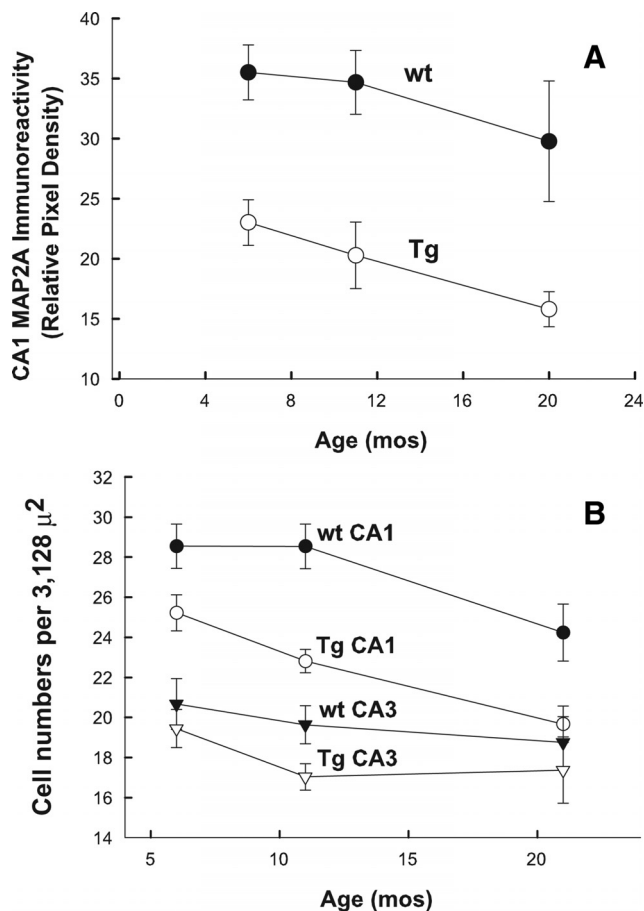 A
CA1 MAP2A Immunoreactivity
(Relative Pixel Density)
40
35
30
25
20
15
10
wt
Tg
0 4 8 12 16 20 24
Age (mos)
B
Cell numbers per 3,128 μ²
32
30
28
26
24
22
20
18
16
14
wt CA1
Tg CA1
wt CA3
Tg CA3
5 10 15 20
Age (mos)